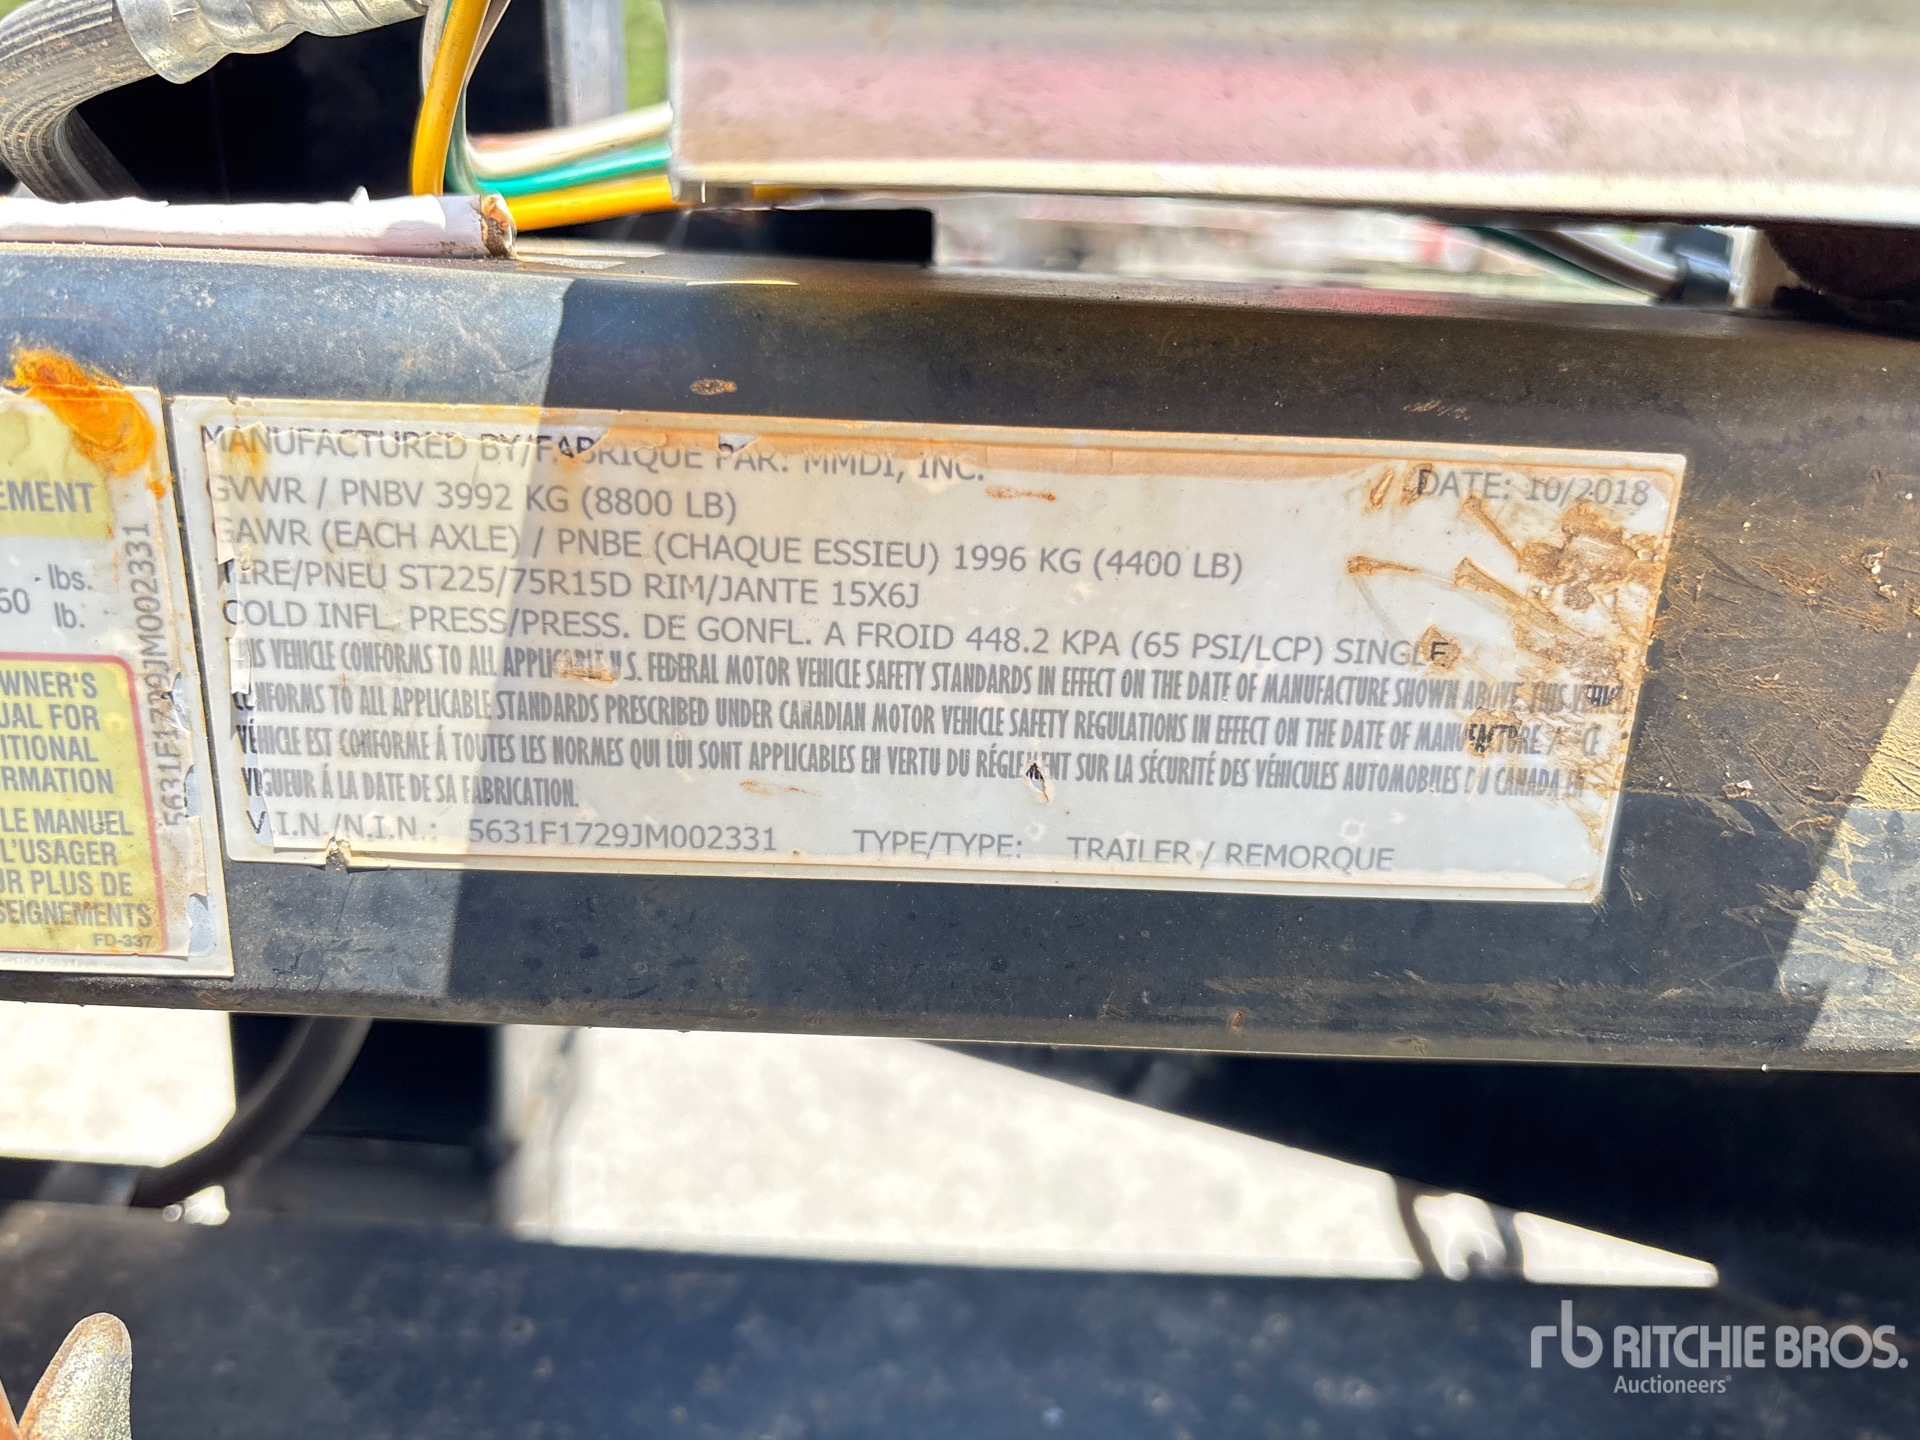 EMENT
lbs.
60 lb.
WNER'S
UAL FOR
ITIONAL
RMATION
LE MANUEL
L'USAGER
UR PLUS DE
SEIGNEMENTS
FD-337
5631F1729JM002331
MANUFACTURED BY/FABRIQUE PAR: MMDI, INC. DATE: 10/2018
GVWR / PNBV 3992 KG (8800 LB)
GAWR (EACH AXLE) / PNBE (CHAQUE ESSIEU) 1996 KG (4400 LB)
TIRE/PNEU ST225/75R15D RIM/JANTE 15X6J
COLD INFL. PRESS/PRESS. DE GONFL. A FROID 448.2 KPA (65 PSI/LCP) SINGLE
THIS VEHICLE CONFORMS TO ALL APPLICABLE U.S. FEDERAL MOTOR VEHICLE SAFETY STANDARDS IN EFFECT ON THE DATE OF MANUFACTURE SHOWN ABOVE. THIS VEHICLE
CONFORMS TO ALL APPLICABLE STANDARDS PRESCRIBED UNDER CANADIAN MOTOR VEHICLE SAFETY REGULATIONS IN EFFECT ON THE DATE OF MANUFACTURE / CE
VÉHICLE EST CONFORME Á TOUTES LES NORMES QUI LUI SONT APPLICABLES EN VERTU DU RÉGLEMENT SUR LA SÉCURITÉ DES VÉHICULES AUTOMOBILES DU CANADA EN
VIGUEUR Á LA DATE DE SA FABRICATION.
V.I.N./N.I.N.: 5631F1729JM002331 TYPE/TYPE: TRAILER / REMORQUE
rb RITCHIE BROS.
Auctioneers